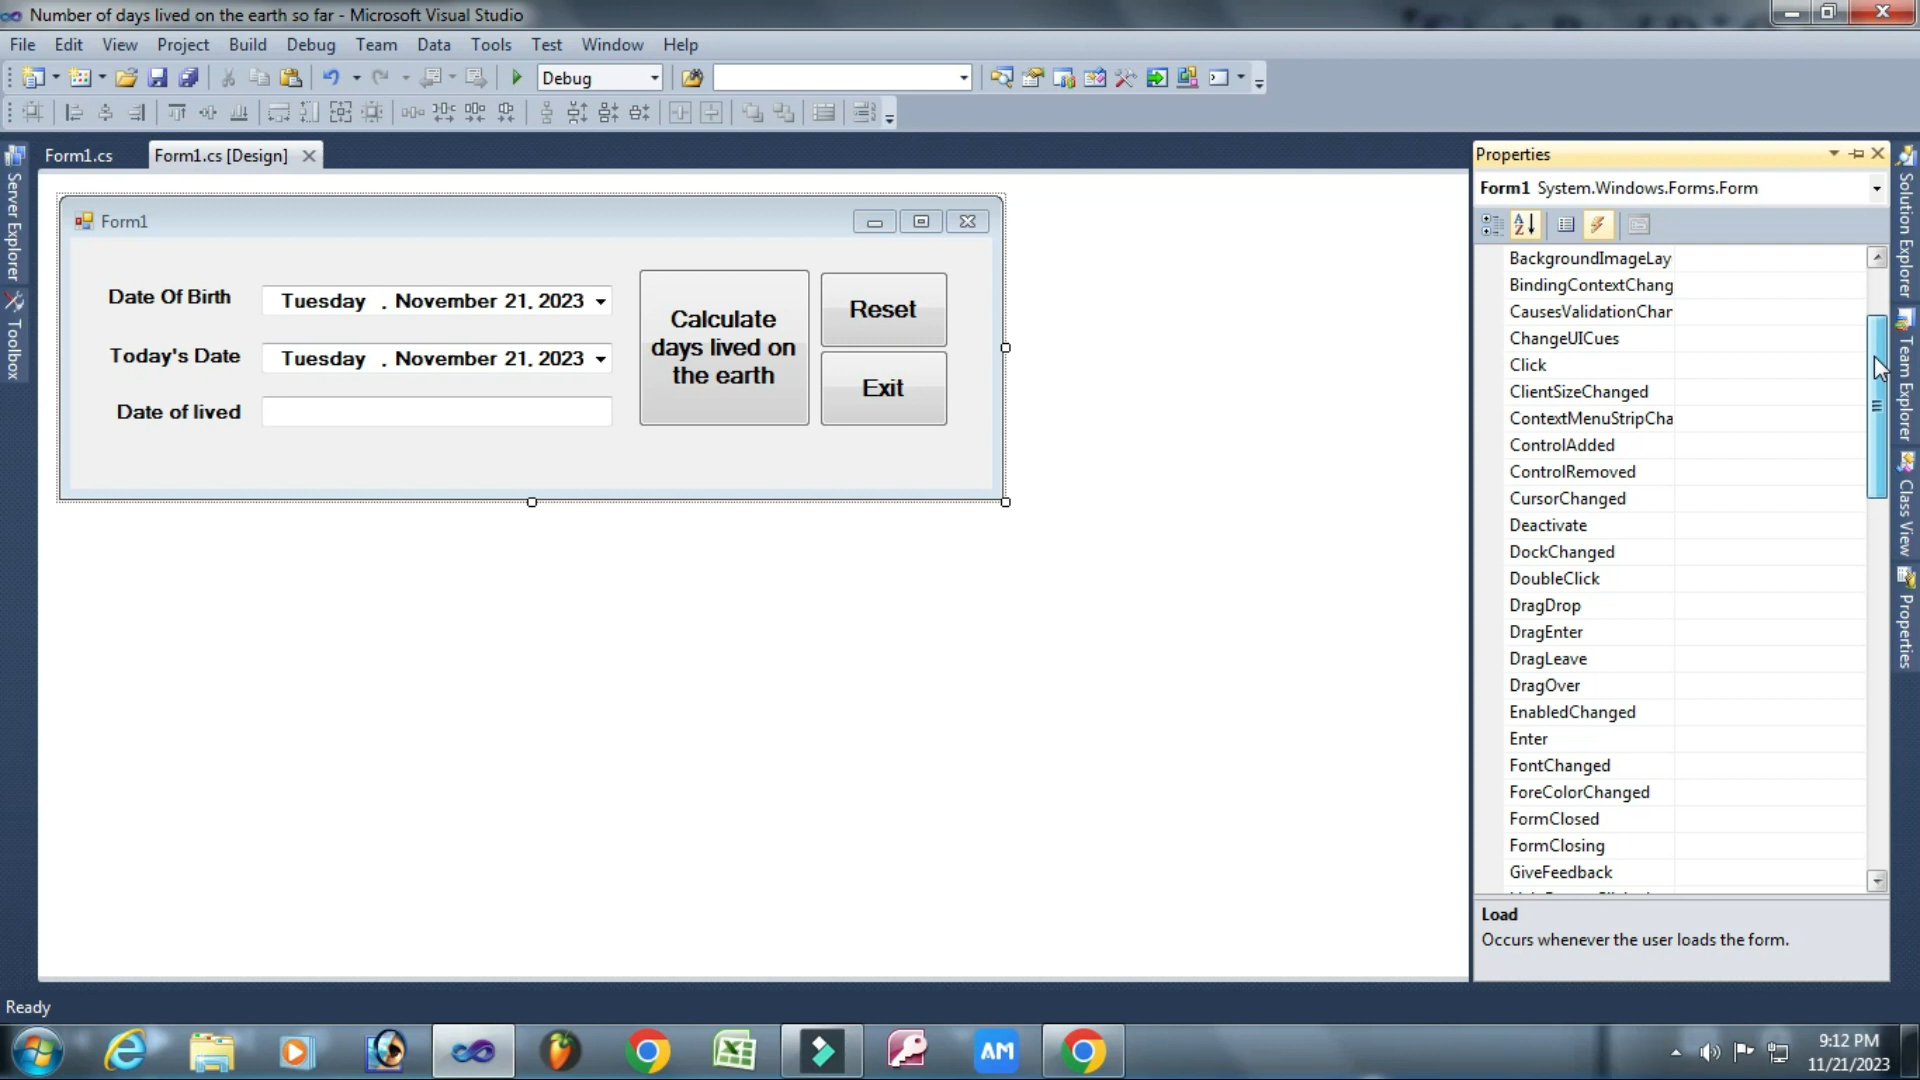 Number of days lived on the earth so far - Microsoft Visual Studio
File Edit View Project Build Debug Team Data Tools Test Window Help
Debug
Form1.cs
Form1.cs [Design]
Server Explorer
Toolbox
Form1
Date Of Birth
Tuesday , November 21, 2023
Today's Date
Tuesday , November 21, 2023
Date of lived
Calculate
days lived on
the earth
Reset
Exit
Properties
Form1 System.Windows.Forms.Form
BackgroundImageLay
BindingContextChang
CausesValidationChar
ChangeUICues
Click
ClientSizeChanged
ContextMenuStripCha
ControlAdded
ControlRemoved
CursorChanged
Deactivate
DockChanged
DoubleClick
DragDrop
DragEnter
DragLeave
DragOver
EnabledChanged
Enter
FontChanged
ForeColorChanged
FormClosed
FormClosing
GiveFeedback
Load
Occurs whenever the user loads the form.
Solution Explorer
Team Explorer
Class View
Properties
Ready
AM
9:12 PM
11/21/2023